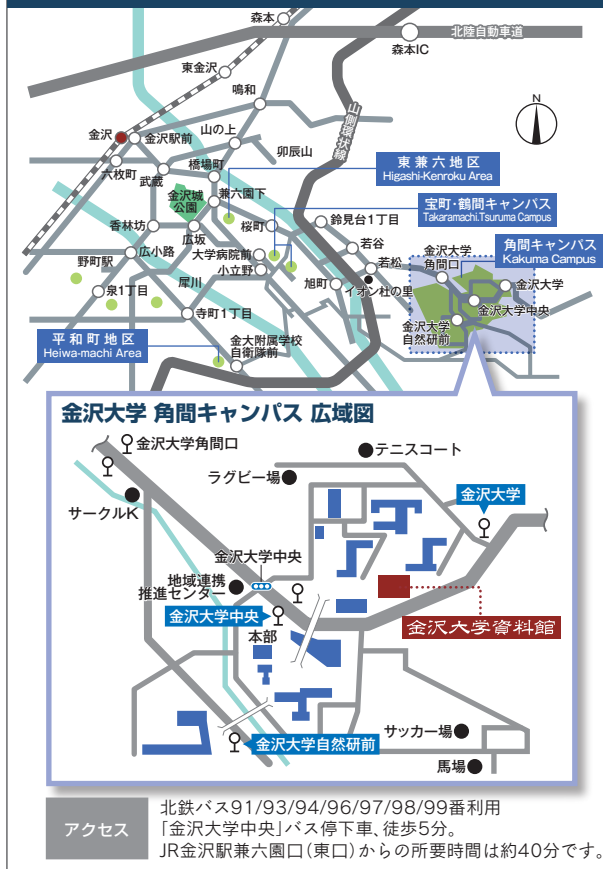 森本
北陸自動車道
森本IC
東金沢
鳴和
山側環状線
N
金沢
金沢駅前
山の上
卯辰山
六枚町
武蔵
橋場町
東兼六地区
Higashi-Kenroku Area
金沢城
公園
兼六園下
宝町・鶴間キャンパス
Takaramachi.Tsuruma Campus
香林坊
広坂
桜町
鈴見台1丁目
角間キャンパス
Kakuma Campus
野町駅
広小路
大学病院前
小立野
若谷
若松
金沢大学
角間口
金沢大学
泉1丁目
犀川
旭町
イオン杜の里
金沢大学中央
寺町1丁目
金沢大学
自然研前
平和町地区
Heiwa-machi Area
金大附属学校
自衛隊前
金沢大学 角間キャンパス 広域図
金沢大学角間口
テニスコート
ラグビー場
サークルK
金沢大学
金沢大学中央
地域連携
推進センター
金沢大学中央
本部
金沢大学資料館
サッカー場
金沢大学自然研前
馬場
アクセス
北鉄バス91/93/94/96/97/98/99番利用
「金沢大学中央」バス停下車、徒歩5分。
JR金沢駅兼六園口(東口)からの所要時間は約40分です。